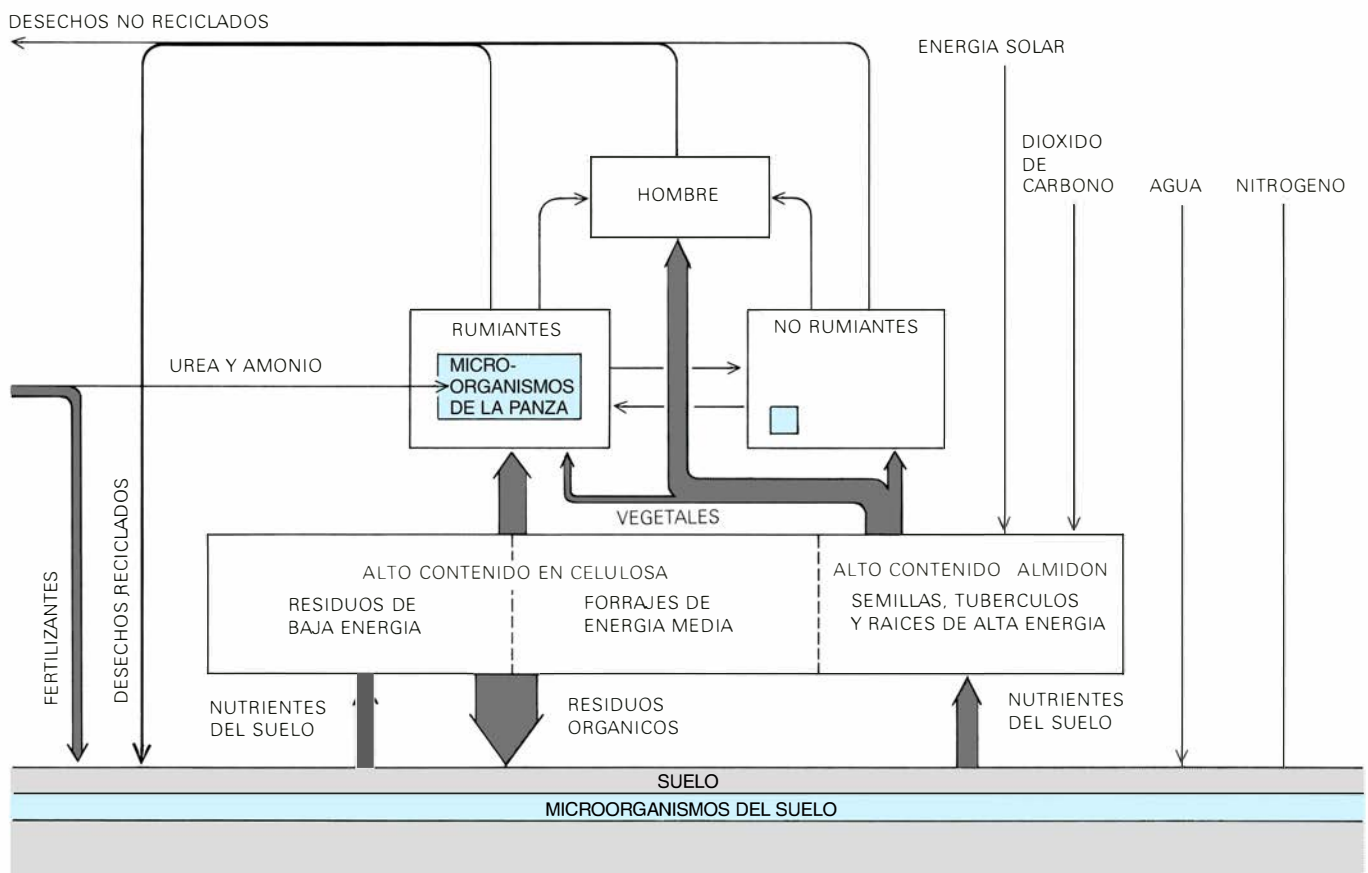 DESECHOS NO RECICLADOS
ENERGIA SOLAR
DIOXIDO
DE
CARBONO
AGUA
NITROGENO
HOMBRE
RUMIANTES
MICRO-
ORGANISMOS
DE LA PANZA
NO RUMIANTES
UREA Y AMONIO
FERTILIZANTES
DESECHOS RECICLADOS
VEGETALES
ALTO CONTENIDO EN CELULOSA
RESIDUOS DE
BAJA ENERGIA
FORRAJES DE
ENERGIA MEDIA
ALTO CONTENIDO ALMIDON
SEMILLAS, TUBERCULOS
Y RAICES DE ALTA ENERGIA
NUTRIENTES
DEL SUELO
RESIDUOS
ORGANICOS
NUTRIENTES
DEL SUELO
SUELO
MICROORGANISMOS DEL SUELO